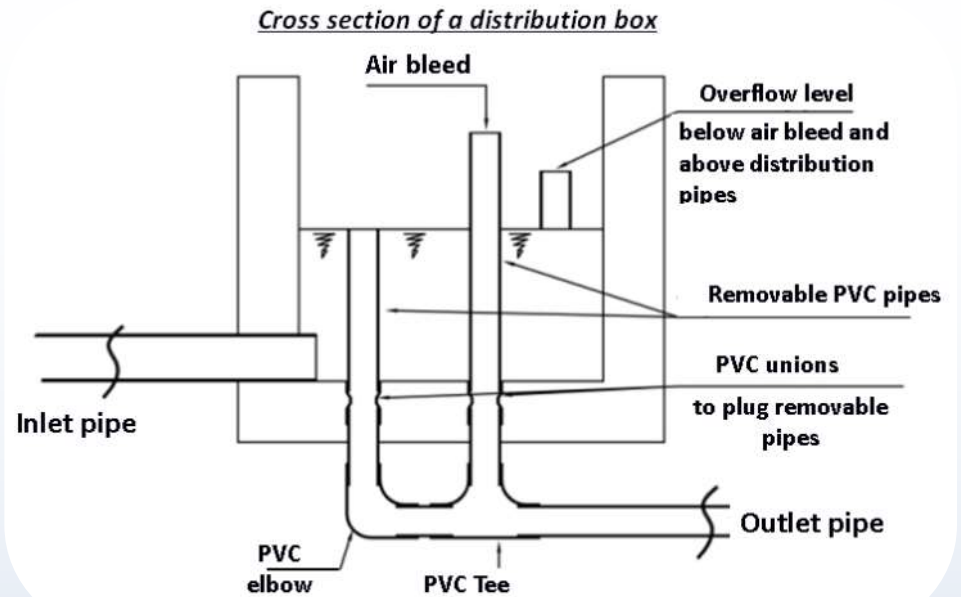 Cross section of a distribution box
Air bleed
Overflow level
below air bleed and
above distribution
pipes
Removable PVC pipes
PVC unions
to plug removable
pipes
Inlet pipe
Outlet pipe
PVC
elbow
PVC Tee